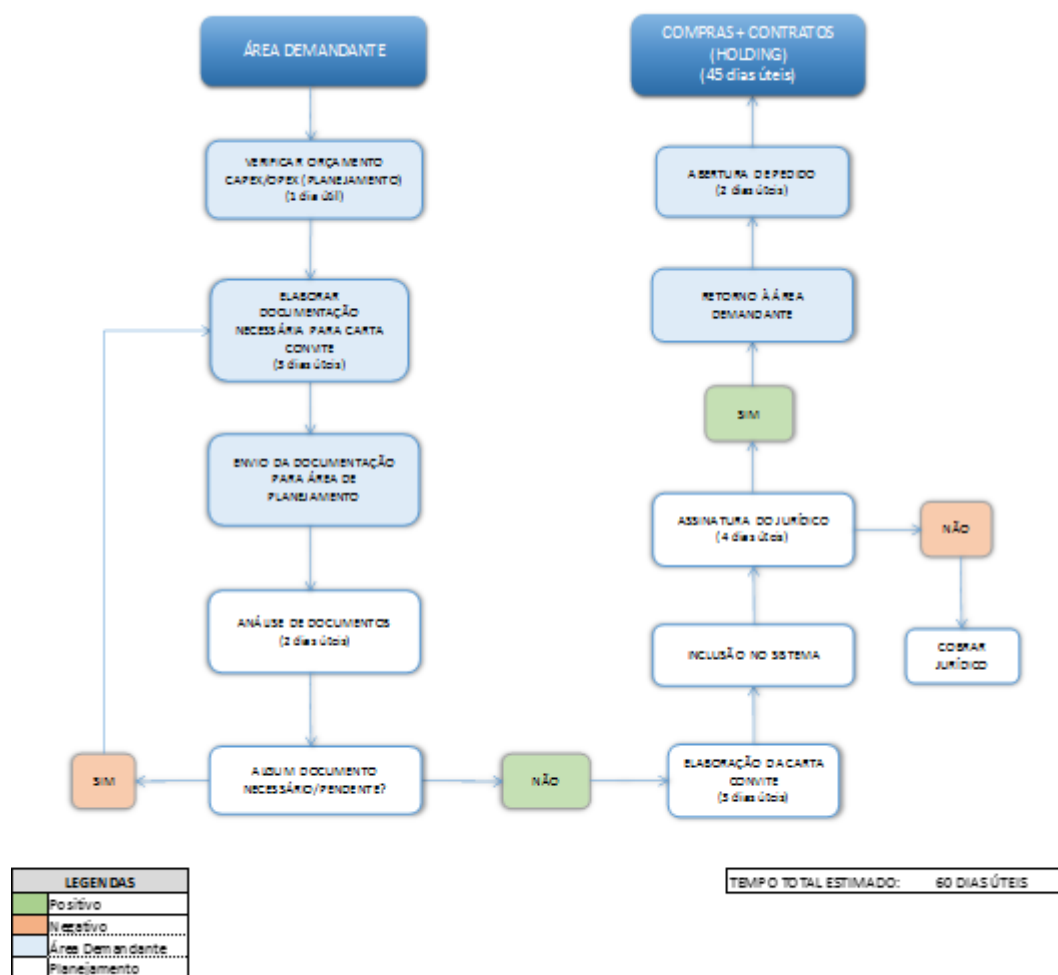 ÁREA DEMANDANTE
VERIFICAR ORÇAMENTO
CAPEX/OPEX (PLANEJAMENTO)
(1 dia útil)
ELABORAR
DOCUMENTAÇÃO
NECESSÁRIA PARA CARTA
CONVITE
(3 dias úteis)
ENVIO DA DOCUMENTAÇÃO
PARA ÁREA DE
PLANEJAMENTO
ANÁLISE DE DOCUMENTOS
(2 dias úteis)
ALGUM DOCUMENTO
NECESSÁRIO/PENDENTE?
SIM
NÃO
ELABORAÇÃO DA CARTA
CONVITE
(3 dias úteis)
INCLUSÃO NO SISTEMA
ASSINATURA DO JURÍDICO
(4 dias úteis)
NÃO
COBRAR
JURÍDICO
SIM
RETORNO À ÁREA
DEMANDANTE
ABERTURA DE PEDIDO
(2 dias úteis)
COMPRAS + CONTRATOS
(HOLDING)
(45 dias úteis)
LEGENDAS
Positivo
Negativo
Área Demandante
Planejamento
TEMPO TOTAL ESTIMADO: 60 DIAS ÚTEIS